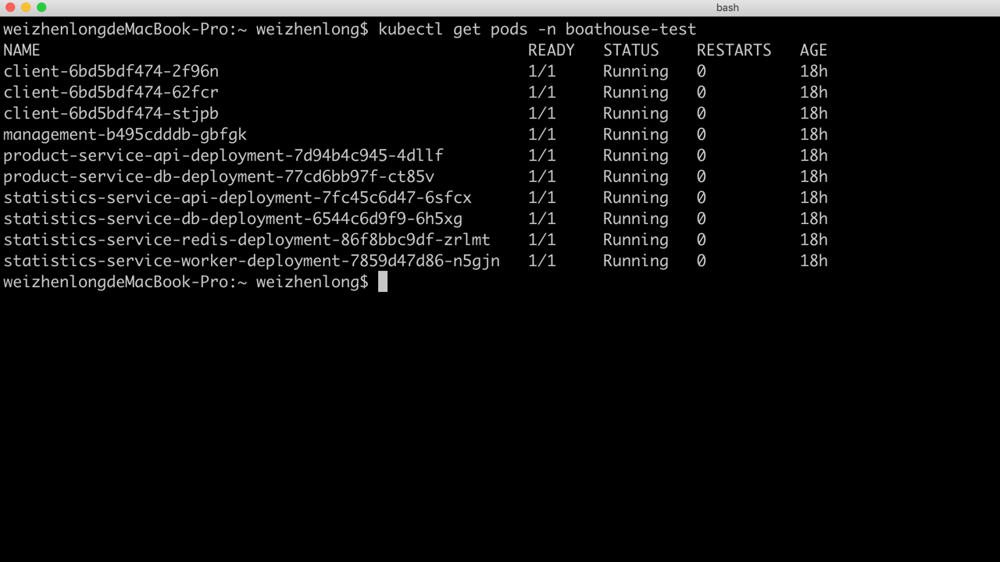 bash
weizhenlongdeMacBook-Pro:~ weizhenlong$ kubectl get pods -n boathouse-test
NAME READY STATUS RESTARTS AGE
client-6bd5bdf474-2f96n 1/1 Running 0 18h
client-6bd5bdf474-62fcr 1/1 Running 0 18h
client-6bd5bdf474-stjpb 1/1 Running 0 18h
management-b495cdddb-gbfgk 1/1 Running 0 18h
product-service-api-deployment-7d94b4c945-4dllf 1/1 Running 0 18h
product-service-db-deployment-77cd6bb97f-ct85v 1/1 Running 0 18h
statistics-service-api-deployment-7fc45c6d47-6sfcx 1/1 Running 0 18h
statistics-service-db-deployment-6544c6d9f9-6h5xg 1/1 Running 0 18h
statistics-service-redis-deployment-86f8bbc9df-zrlmt 1/1 Running 0 18h
statistics-service-worker-deployment-7859d47d86-n5gjn 1/1 Running 0 18h
weizhenlongdeMacBook-Pro:~ weizhenlong$